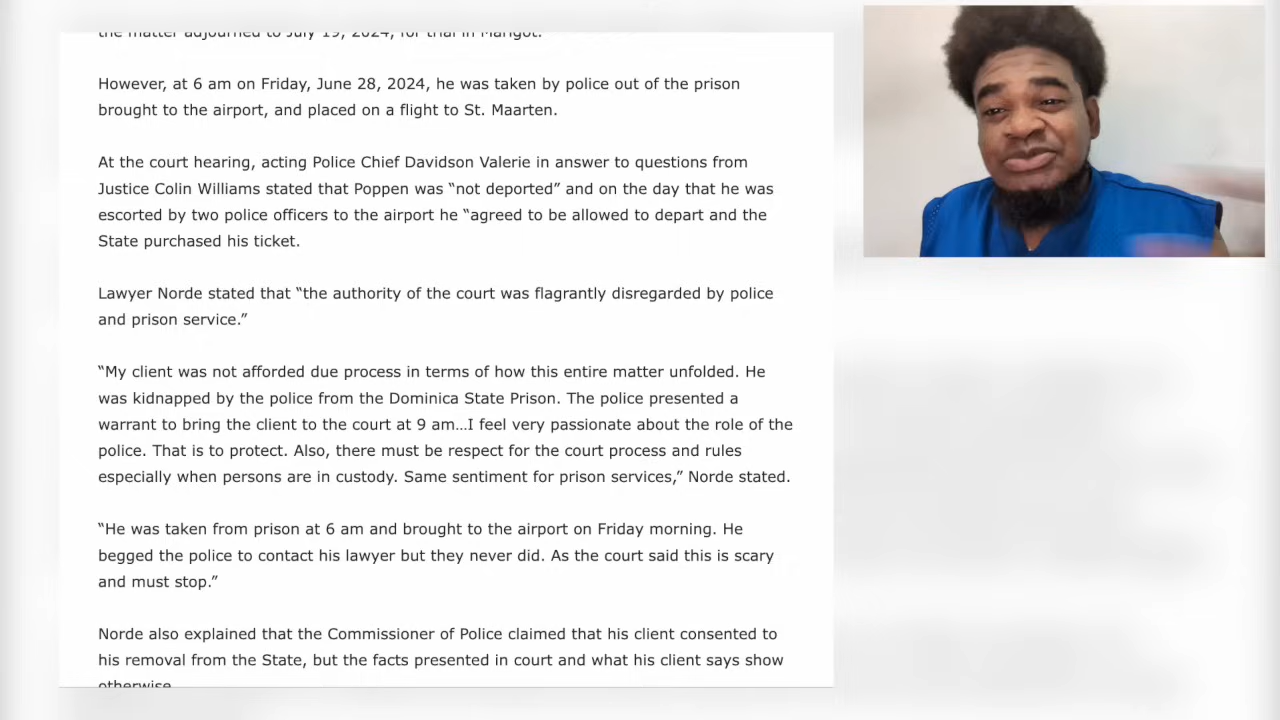 the matter adjourned to July 19, 2024, for trial in Marigot.
However, at 6 am on Friday, June 28, 2024, he was taken by police out of the prison
brought to the airport, and placed on a flight to St. Maarten.
At the court hearing, acting Police Chief Davidson Valerie in answer to questions from
Justice Colin Williams stated that Poppen was “not deported” and on the day that he was
escorted by two police officers to the airport he “agreed to be allowed to depart and the
State purchased his ticket.
Lawyer Norde stated that “the authority of the court was flagrantly disregarded by police
and prison service.”
“My client was not afforded due process in terms of how this entire matter unfolded. He
was kidnapped by the police from the Dominica State Prison. The police presented a
warrant to bring the client to the court at 9 am…I feel very passionate about the role of the
police. That is to protect. Also, there must be respect for the court process and rules
especially when persons are in custody. Same sentiment for prison services,” Norde stated.
“He was taken from prison at 6 am and brought to the airport on Friday morning. He
begged the police to contact his lawyer but they never did. As the court said this is scary
and must stop.”
Norde also explained that the Commissioner of Police claimed that his client consented to
his removal from the State, but the facts presented in court and what his client says show
otherwise